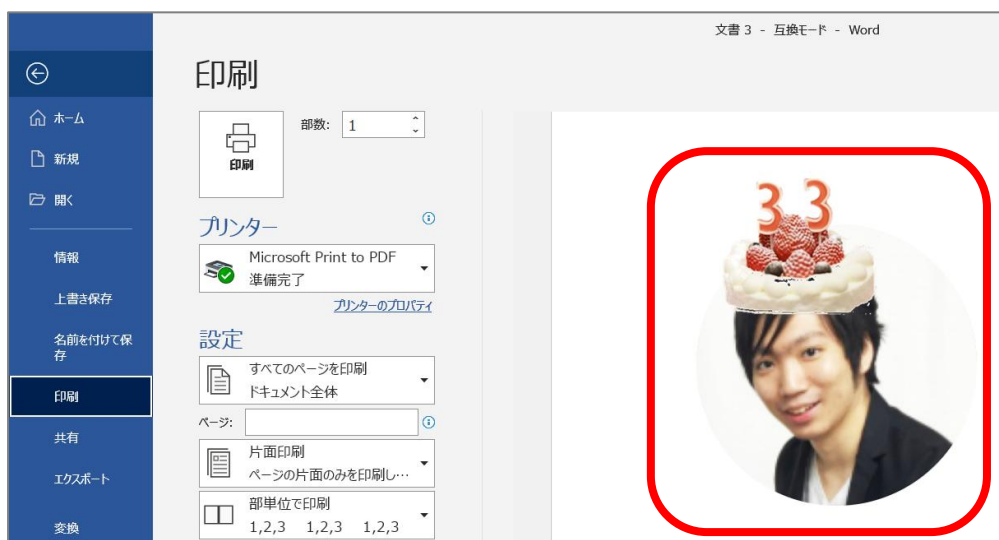 文書 3 - 互換モード - Word
印刷
ホーム
新規
開く
情報
上書き保存
名前を付けて保
存
印刷
共有
エクスポート
変換
部数: 1
印刷
プリンター
Microsoft Print to PDF
準備完了
プリンターのプロパティ
設定
すべてのページを印刷
ドキュメント全体
ページ:
片面印刷
ページの片面のみを印刷し…
部単位で印刷
1,2,3 1,2,3 1,2,3
33